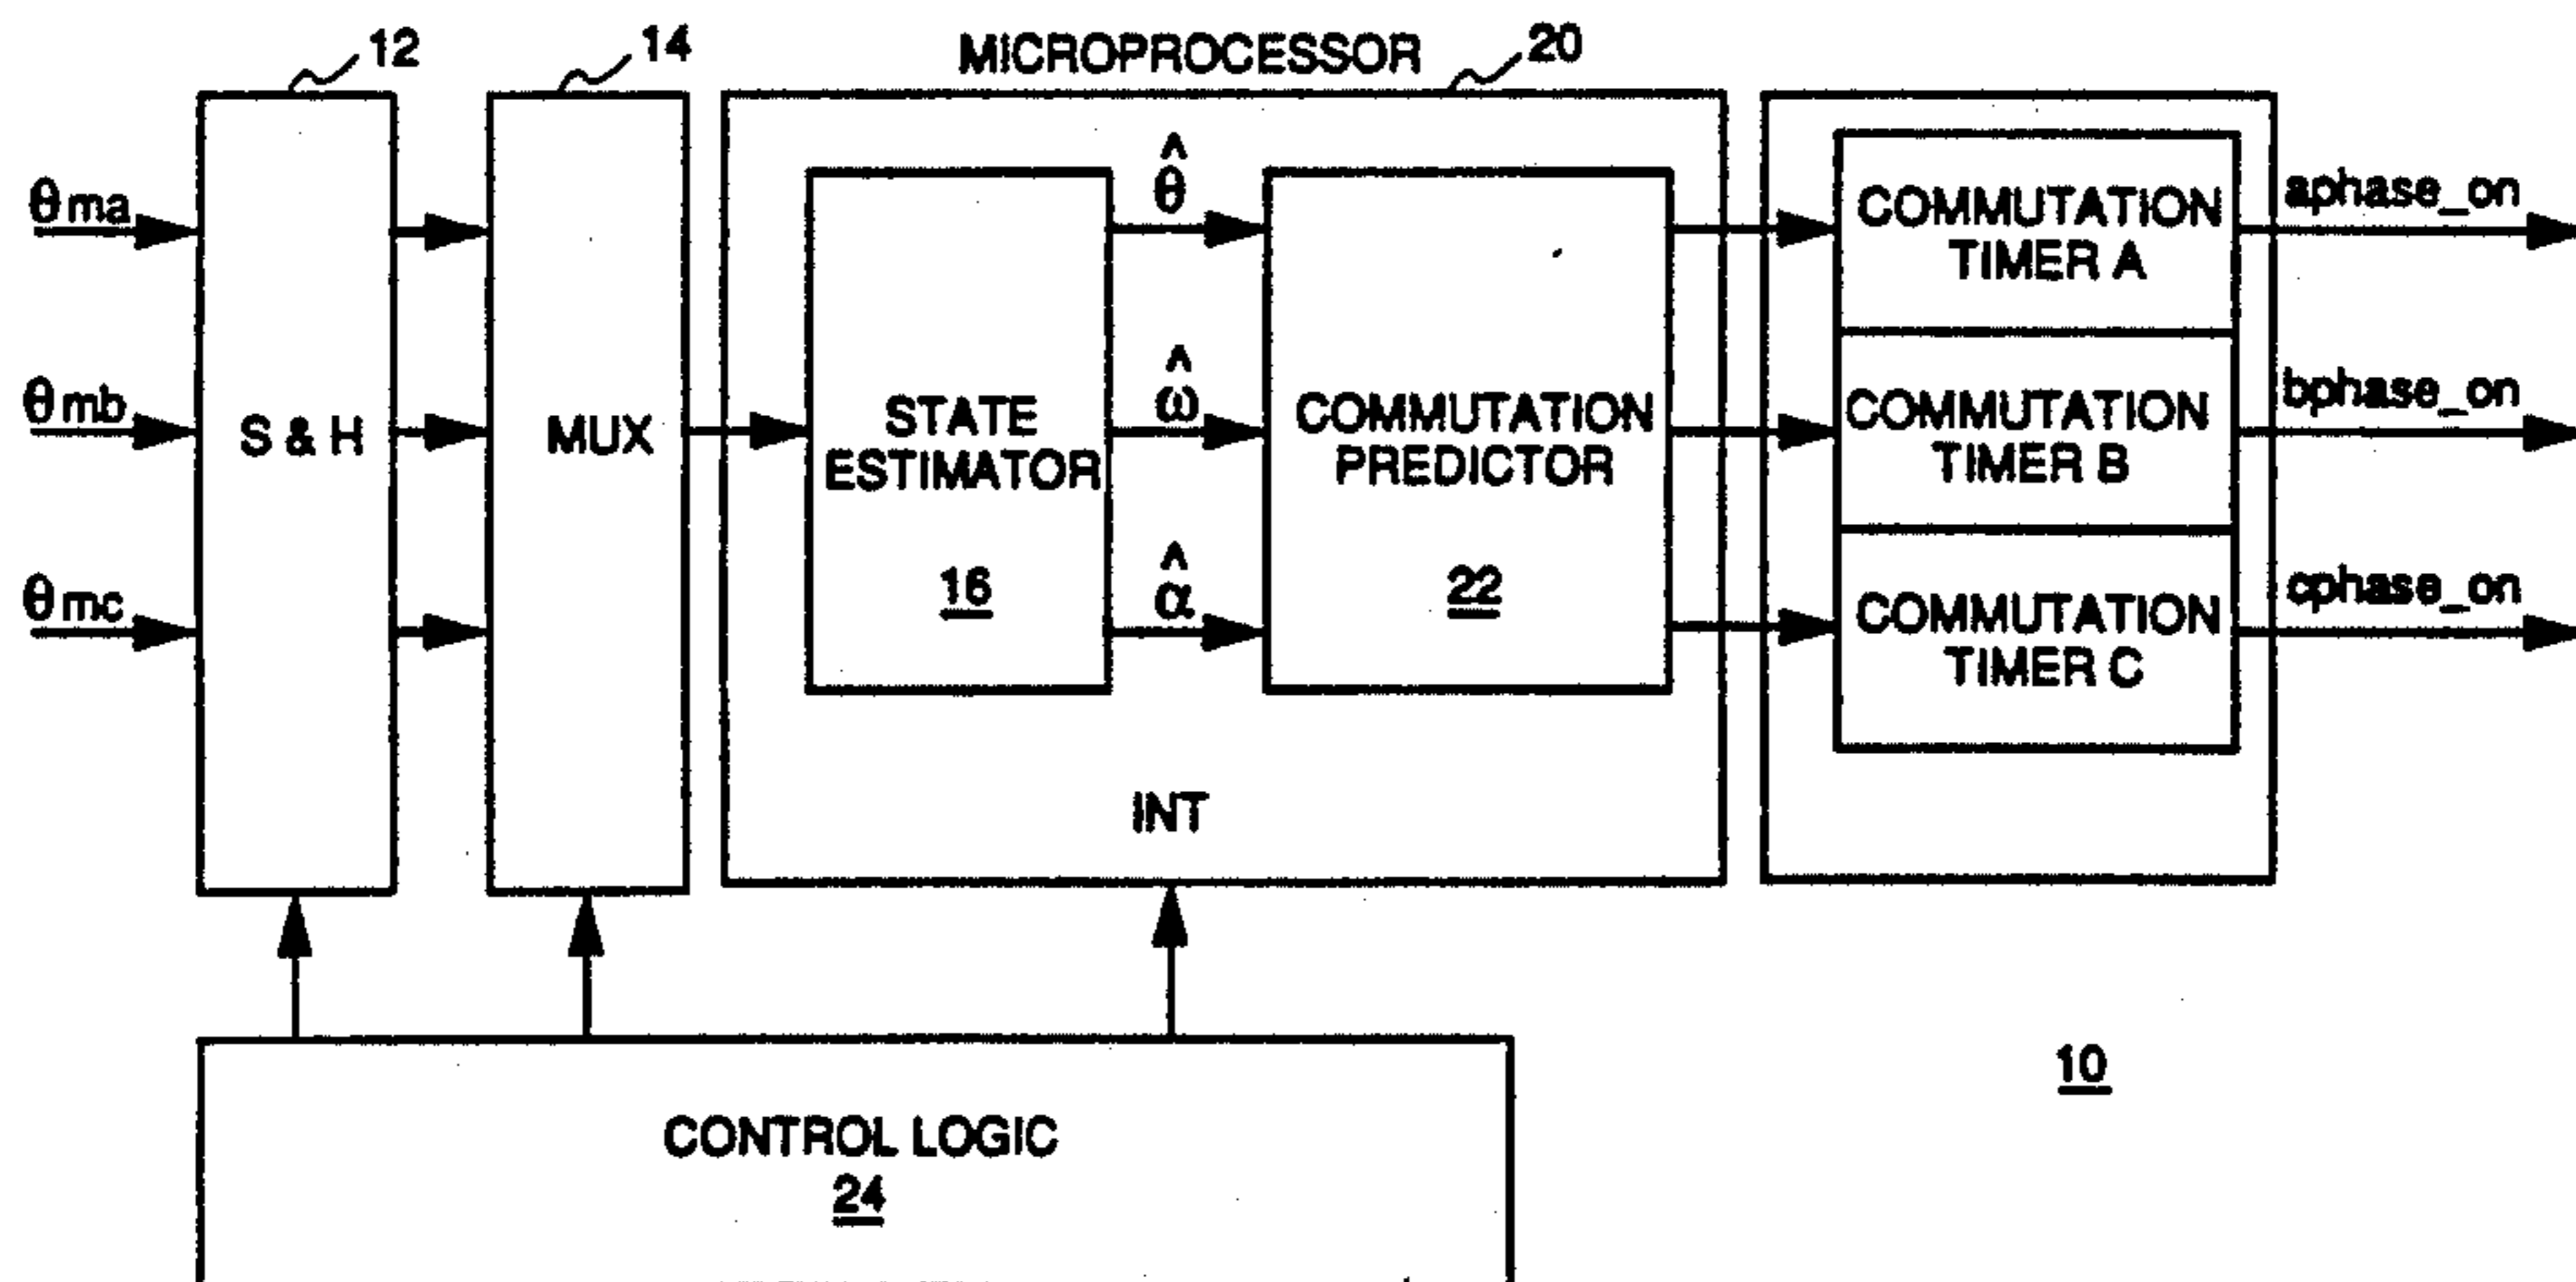 12
14
MICROPROCESSOR
20
θma
θmb
θmc
S & H
MUX
STATE
ESTIMATOR
16
θ̂
ω̂
α̂
COMMUTATION
PREDICTOR
22
INT
COMMUTATION
TIMER A
COMMUTATION
TIMER B
COMMUTATION
TIMER C
aphase_on
bphase_on
cphase_on
CONTROL LOGIC
24
10